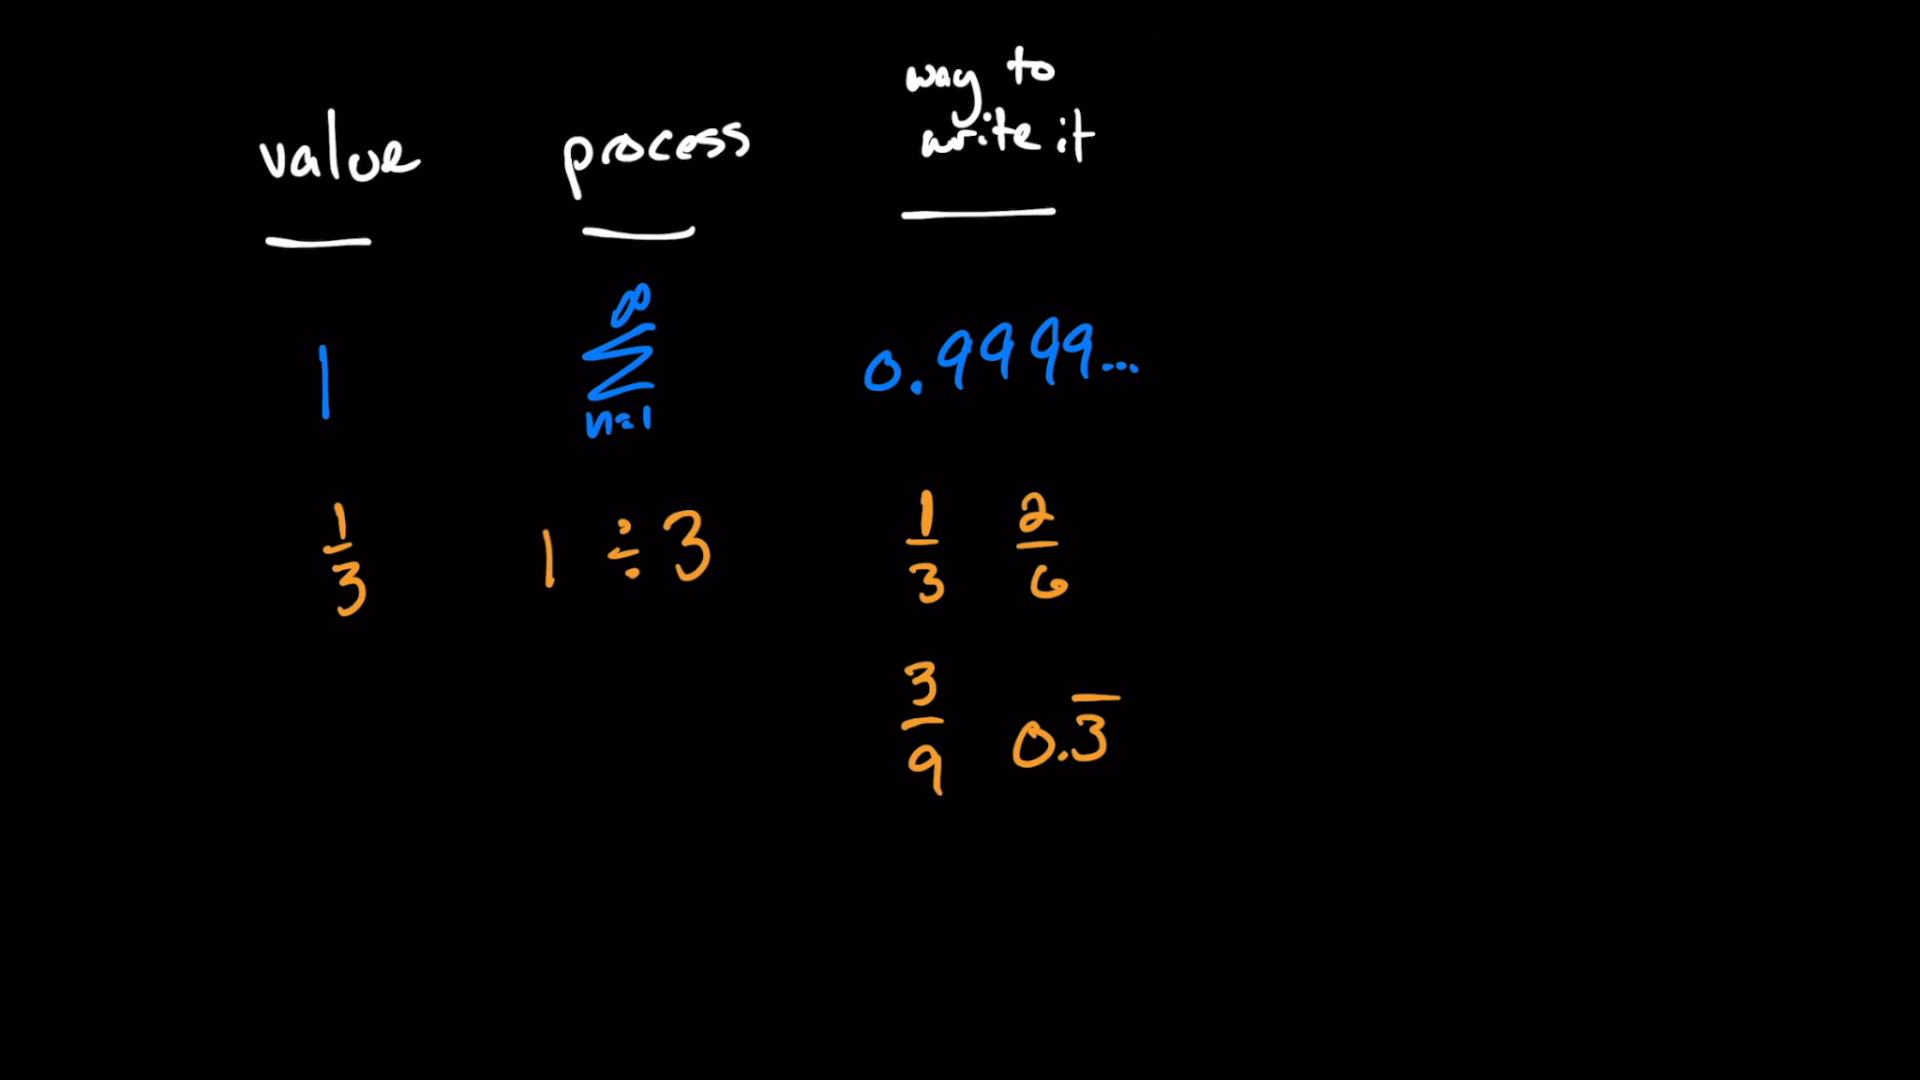 way to
value process write it
∞
1 Σ 0.9999...
n=1
1/3 1 ÷ 3 1/3 2/6
3/9 0.3̅